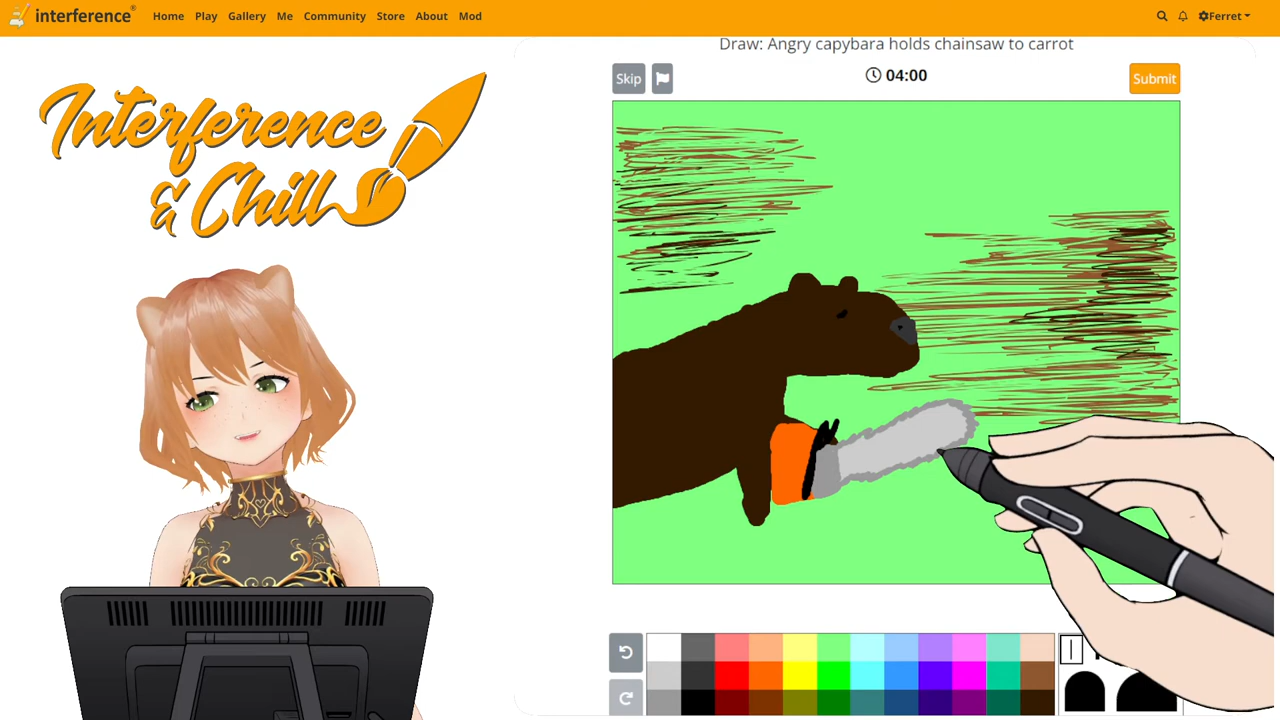 interference®
Home Play Gallery Me Community Store About Mod
Ferret
Draw: Angry capybara holds chainsaw to carrot
Skip
04:00
Submit
Interference
& Chill